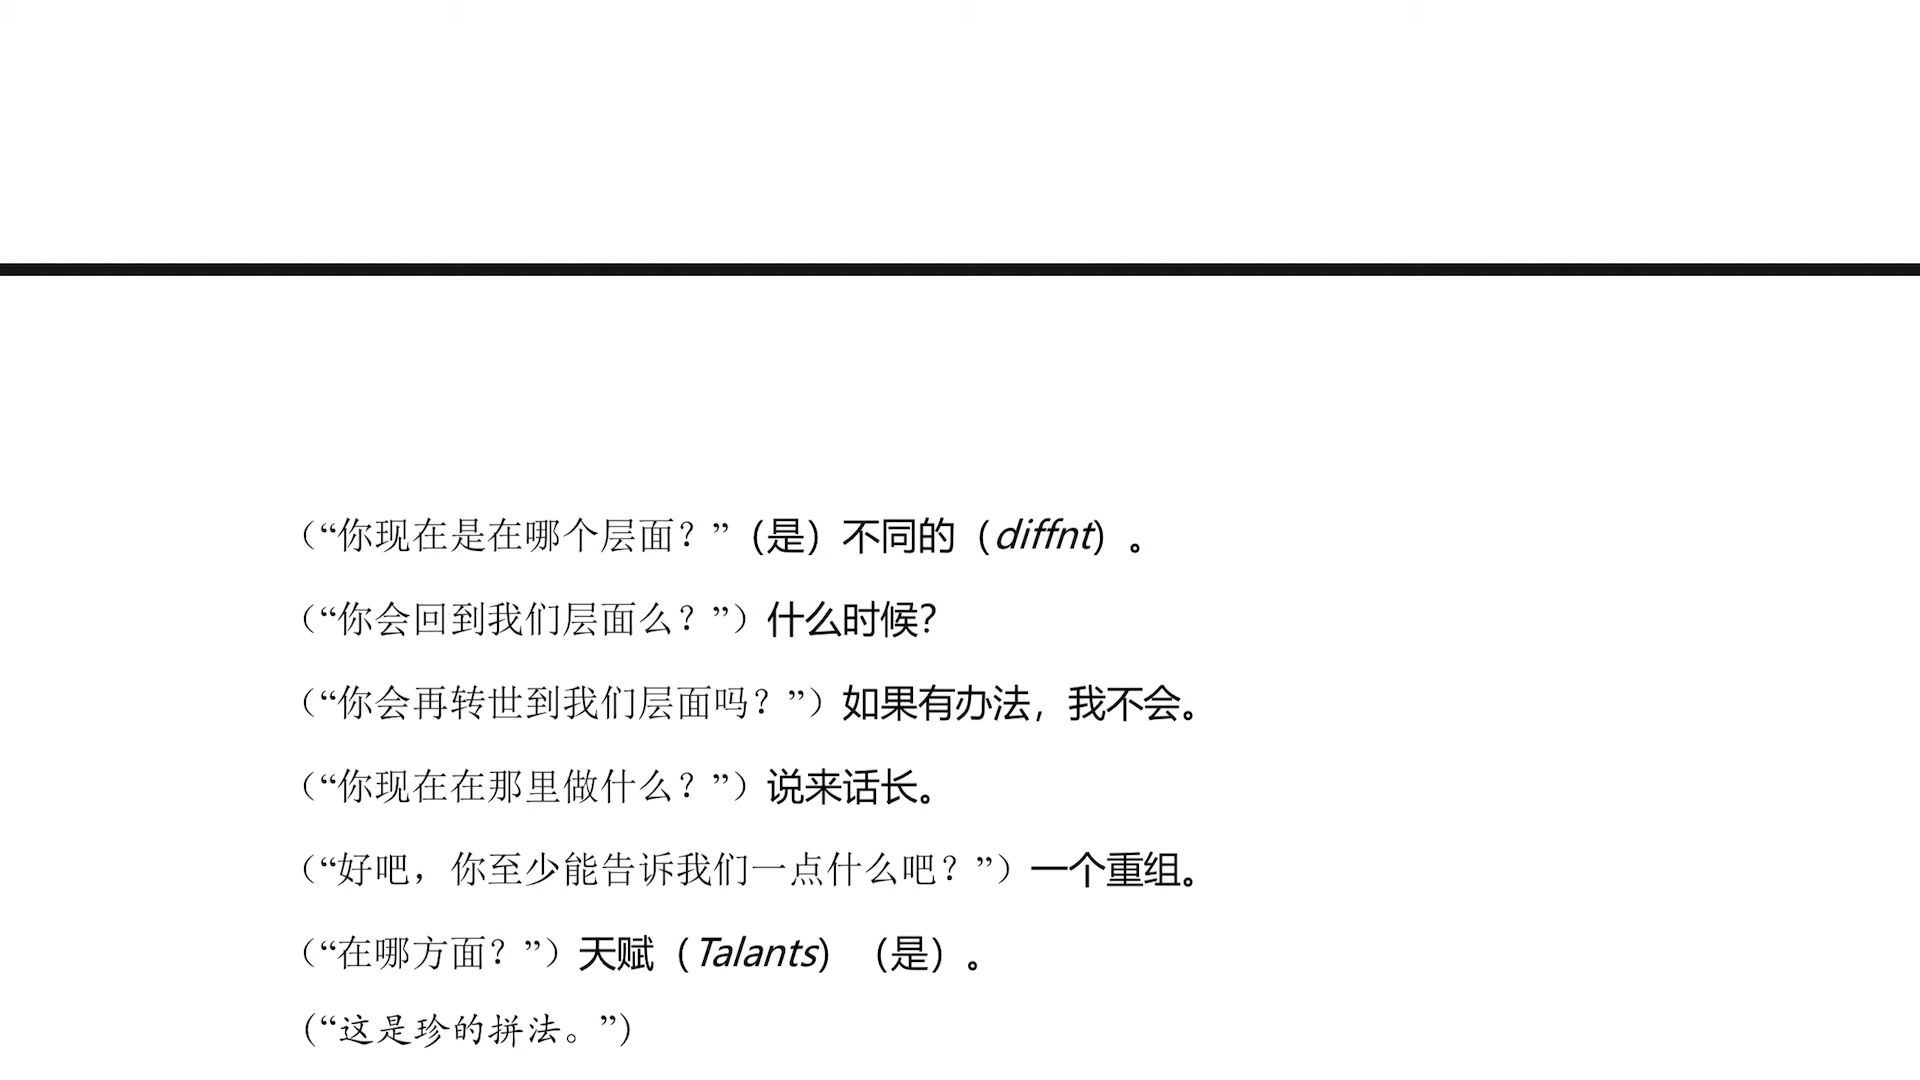 （“你现在是在哪个层面？”（是）不同的（diffnt）。
（“你会回到我们层面么？”）什么时候？
（“你会再转世到我们层面吗？”）如果有办法，我不会。
（“你现在在那里做什么？”）说来话长。
（“好吧，你至少能告诉我们一点什么吧？”）一个重组。
（“在哪方面？”）天赋（Talants）（是）。
（“这是珍的拼法。”）